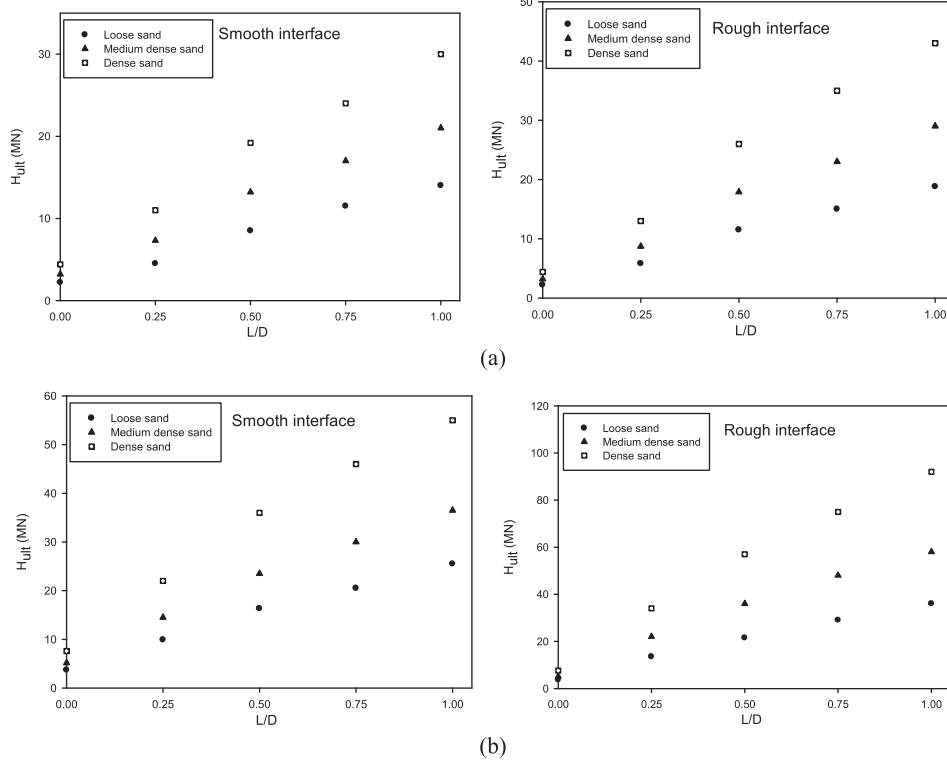 Loose sand
Medium dense sand
Dense sand
Smooth interface
30
20
10
0
H_ult (MN)
0.00 0.25 0.50 0.75 1.00
L/D
Loose sand
Medium dense sand
Dense sand
Rough interface
50
40
30
20
10
0
H_ult (MN)
0.00 0.25 0.50 0.75 1.00
L/D
(a)
Loose sand
Medium dense sand
Dense sand
Smooth interface
60
50
40
30
20
10
0
H_ult (MN)
0.00 0.25 0.50 0.75 1.00
L/D
Loose sand
Medium dense sand
Dense sand
Rough interface
120
100
80
60
40
20
0
H_ult (MN)
0.00 0.25 0.50 0.75 1.00
L/D
(b)